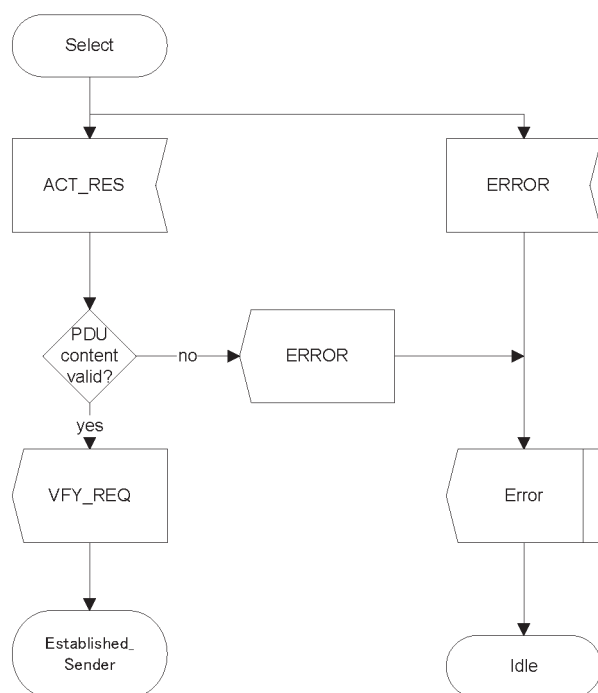 Select
ACT_RES
ERROR
PDU
content
valid?
no
ERROR
yes
VFY_REQ
Error
Established_
Sender
Idle